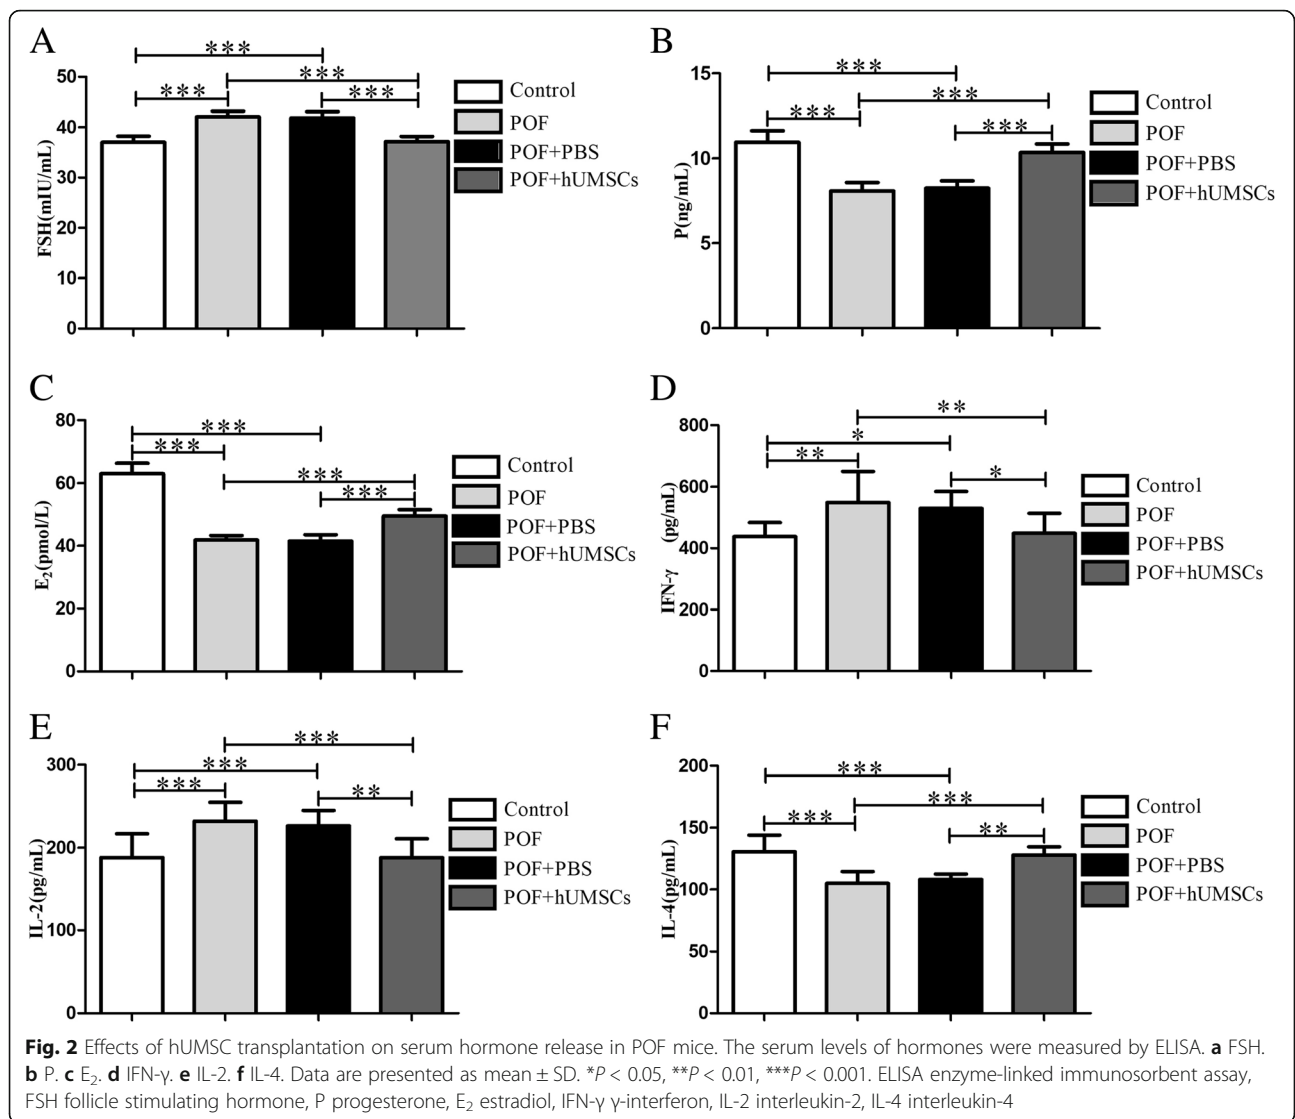 A
***
***
***
***
50
40
30
20
10
0
FSH(mIU/mL)
Control
POF
POF+PBS
POF+hUMSCs
B
***
***
***
***
15
10
5
0
P(ng/mL)
Control
POF
POF+PBS
POF+hUMSCs
C
***
***
***
***
80
60
40
20
0
E₂(pmol/L)
Control
POF
POF+PBS
POF+hUMSCs
D
**
*
**
*
800
600
400
200
0
IFN-γ (pg/mL)
Control
POF
POF+PBS
POF+hUMSCs
E
***
***
***
**
300
200
100
0
IL-2(pg/mL)
Control
POF
POF+PBS
POF+hUMSCs
F
***
***
***
**
200
150
100
50
0
IL-4(pg/mL)
Control
POF
POF+PBS
POF+hUMSCs
Fig. 2 Effects of hUMSC transplantation on serum hormone release in POF mice. The serum levels of hormones were measured by ELISA. a FSH.
b P. c E₂. d IFN-γ. e IL-2. f IL-4. Data are presented as mean ± SD. *P < 0.05, **P < 0.01, ***P < 0.001. ELISA enzyme-linked immunosorbent assay,
FSH follicle stimulating hormone, P progesterone, E₂ estradiol, IFN-γ γ-interferon, IL-2 interleukin-2, IL-4 interleukin-4